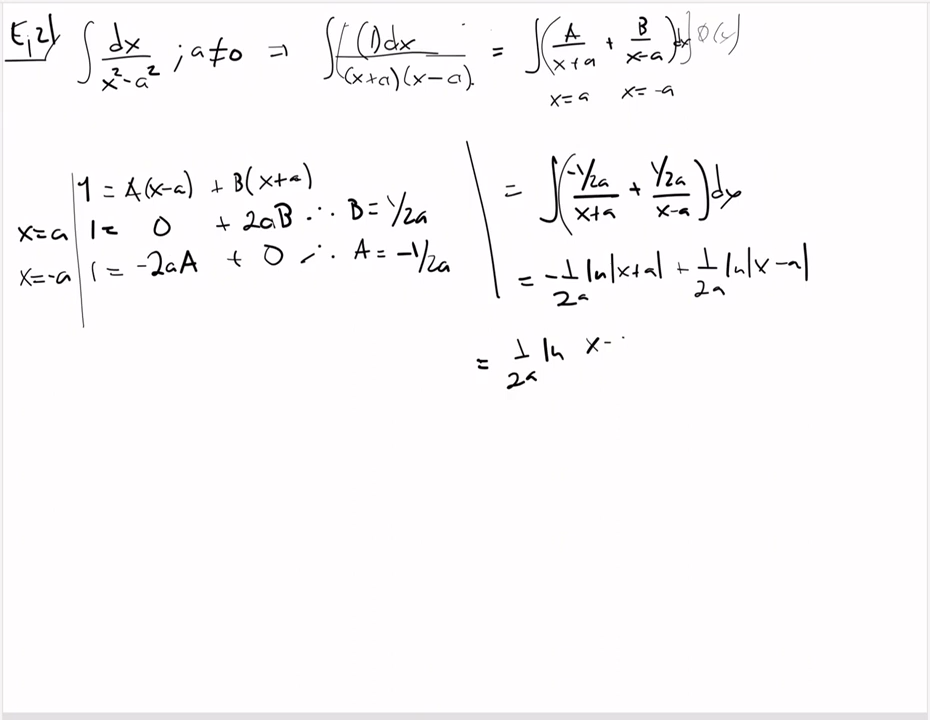 E,2) ∫ dx/(x²-a²) ; a≠0 ⇒ ∫ (1)dx/((x+a)(x-a)) = ∫(A/(x+a) + B/(x-a))dx
x=a x=-a
1 = A(x-a) + B(x+a)
x=a 1= 0 + 2aB ∴ B=1/2a
x=-a 1 = -2aA + 0 ∴ A=-1/2a
= ∫(-1/2a/(x+a) + 1/2a/(x-a))dx
= -1/2a ln|x+a| + 1/2a ln|x-a|
= 1/2a ln x-